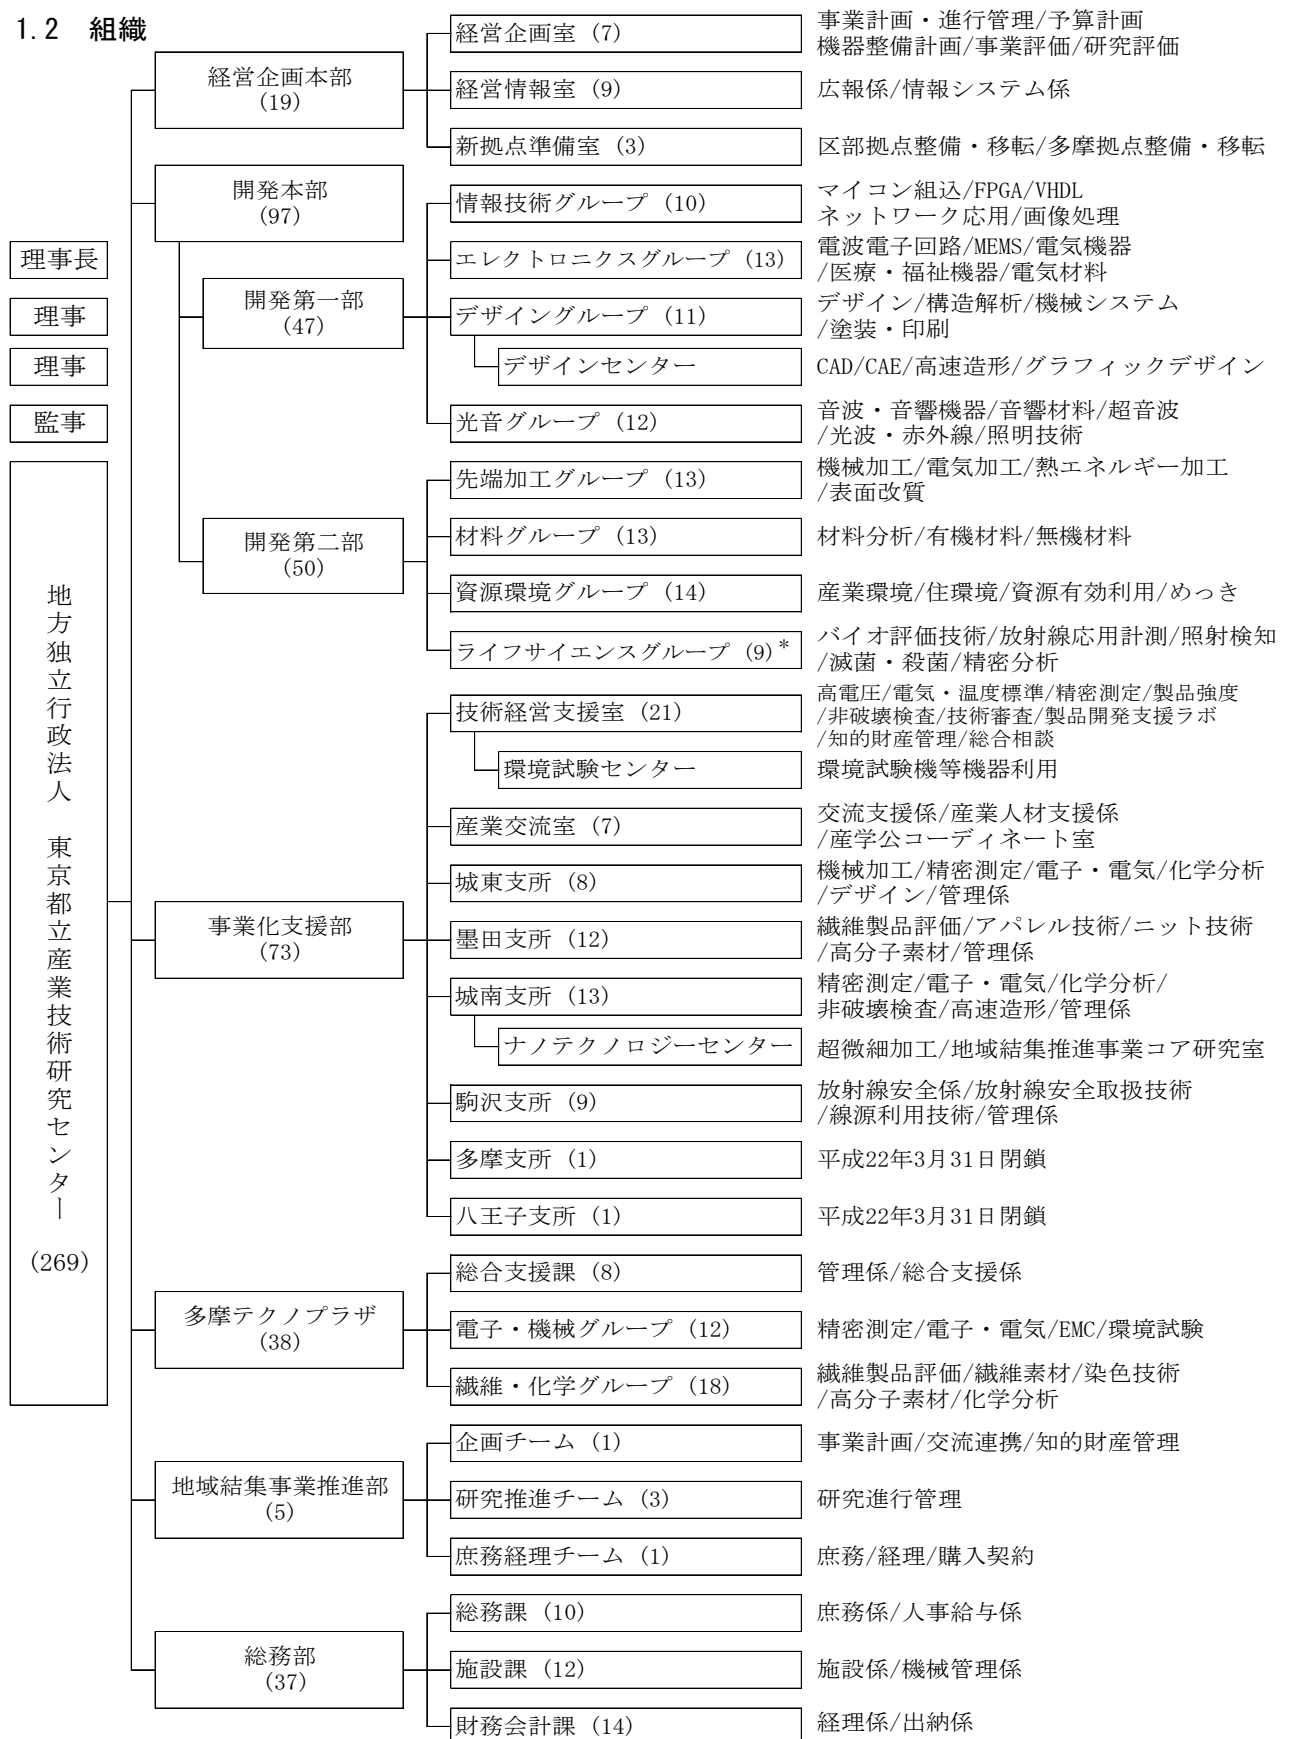 1.2 組織
理事長
理事
理事
監事
地方独立行政法人 東京都立産業技術研究センター
(269)
経営企画本部
(19)
経営企画室 (7)
事業計画・進行管理/予算計画
機器整備計画/事業評価/研究評価
経営情報室 (9)
広報係/情報システム係
新拠点準備室 (3)
区部拠点整備・移転/多摩拠点整備・移転
開発本部
(97)
開発第一部
(47)
情報技術グループ (10)
マイコン組込/FPGA/VHDL
ネットワーク応用/画像処理
エレクトロニクスグループ (13)
電波電子回路/MEMS/電気機器
/医療・福祉機器/電気材料
デザイングループ (11)
デザイン/構造解析/機械システム
/塗装・印刷
デザインセンター
CAD/CAE/高速造形/グラフィックデザイン
光音グループ (12)
音波・音響機器/音響材料/超音波
/光波・赤外線/照明技術
開発第二部
(50)
先端加工グループ (13)
機械加工/電気加工/熱エネルギー加工
/表面改質
材料グループ (13)
材料分析/有機材料/無機材料
資源環境グループ (14)
産業環境/住環境/資源有効利用/めっき
ライフサイエンスグループ (9)*
バイオ評価技術/放射線応用計測/照射検知
/滅菌・殺菌/精密分析
事業化支援部
(73)
技術経営支援室 (21)
高電圧/電気・温度標準/精密測定/製品強度
/非破壊検査/技術審査/製品開発支援ラボ
/知的財産管理/総合相談
環境試験センター
環境試験機等機器利用
産業交流室 (7)
交流支援係/産業人材支援係
/産学公コーディネート室
城東支所 (8)
機械加工/精密測定/電子・電気/化学分析
/デザイン/管理係
墨田支所 (12)
繊維製品評価/アパレル技術/ニット技術
/高分子素材/管理係
城南支所 (13)
精密測定/電子・電気/化学分析/
非破壊検査/高速造形/管理係
ナノテクノロジーセンター
超微細加工/地域結集推進事業コア研究室
駒沢支所 (9)
放射線安全係/放射線安全取扱技術
/線源利用技術/管理係
多摩支所 (1)
平成22年3月31日閉鎖
八王子支所 (1)
平成22年3月31日閉鎖
多摩テクノプラザ
(38)
総合支援課 (8)
管理係/総合支援係
電子・機械グループ (12)
精密測定/電子・電気/EMC/環境試験
繊維・化学グループ (18)
繊維製品評価/繊維素材/染色技術
/高分子素材/化学分析
地域結集事業推進部
(5)
企画チーム (1)
事業計画/交流連携/知的財産管理
研究推進チーム (3)
研究進行管理
庶務経理チーム (1)
庶務/経理/購入契約
総務部
(37)
総務課 (10)
庶務係/人事給与係
施設課 (12)
施設係/機械管理係
財務会計課 (14)
経理係/出納係